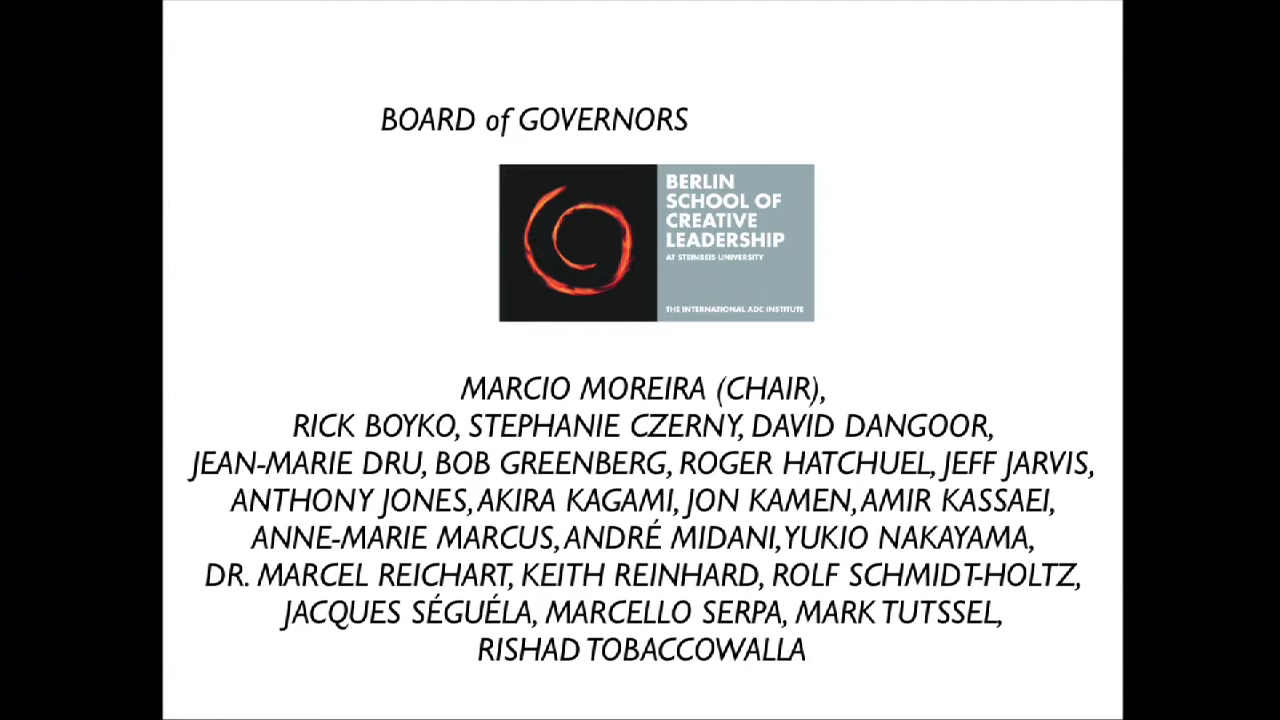 BOARD of GOVERNORS
BERLIN
SCHOOL OF
CREATIVE
LEADERSHIP
AT STEINBEIS UNIVERSITY
THE INTERNATIONAL ADC INSTITUTE
MARCIO MOREIRA (CHAIR),
RICK BOYKO, STEPHANIE CZERNY, DAVID DANGOOR,
JEAN-MARIE DRU, BOB GREENBERG, ROGER HATCHUEL, JEFF JARVIS,
ANTHONY JONES, AKIRA KAGAMI, JON KAMEN, AMIR KASSAEI,
ANNE-MARIE MARCUS, ANDRÉ MIDANI, YUKIO NAKAYAMA,
DR. MARCEL REICHART, KEITH REINHARD, ROLF SCHMIDT-HOLTZ,
JACQUES SÉGUÉLA, MARCELLO SERPA, MARK TUTSSEL,
RISHAD TOBACCOWALLA